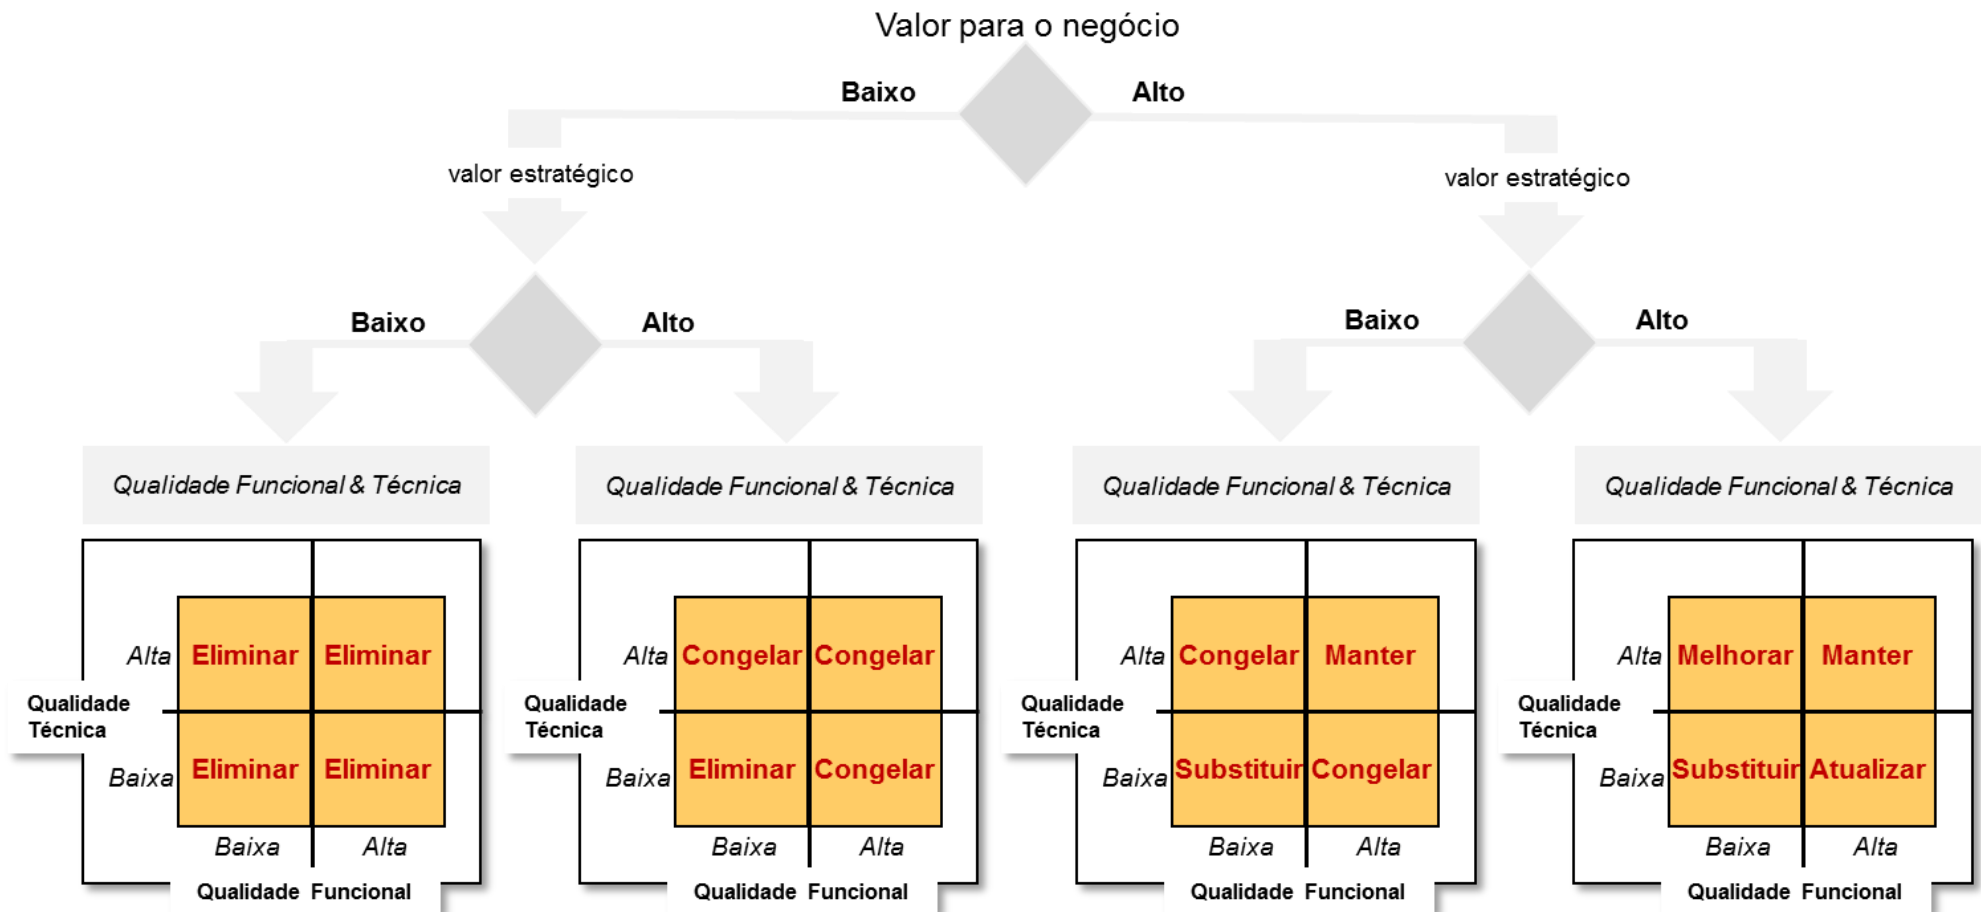 Valor para o negócio
Baixo
Alto
valor estratégico
valor estratégico
Baixo
Alto
Baixo
Alto
Qualidade Funcional & Técnica
Qualidade Funcional & Técnica
Qualidade Funcional & Técnica
Qualidade Funcional & Técnica
Alta
Eliminar
Eliminar
Qualidade
Técnica
Baixa
Eliminar
Eliminar
Baixa
Alta
Qualidade Funcional
Alta
Congelar
Congelar
Qualidade
Técnica
Baixa
Eliminar
Congelar
Baixa
Alta
Qualidade Funcional
Alta
Congelar
Manter
Qualidade
Técnica
Baixa
Substituir
Congelar
Baixa
Alta
Qualidade Funcional
Alta
Melhorar
Manter
Qualidade
Técnica
Baixa
Substituir
Atualizar
Baixa
Alta
Qualidade Funcional